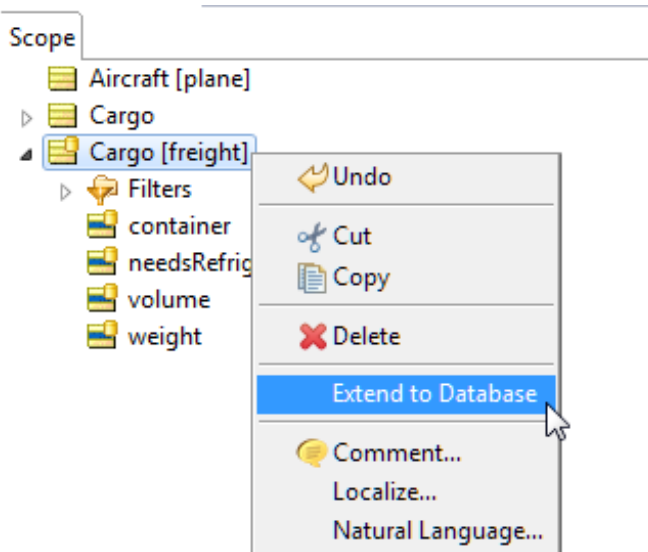 Scope
Aircraft [plane]
Cargo
Cargo [freight]
Filters
container
needsRefrig
volume
weight
Undo
Cut
Copy
Delete
Extend to Database
Comment...
Localize...
Natural Language...